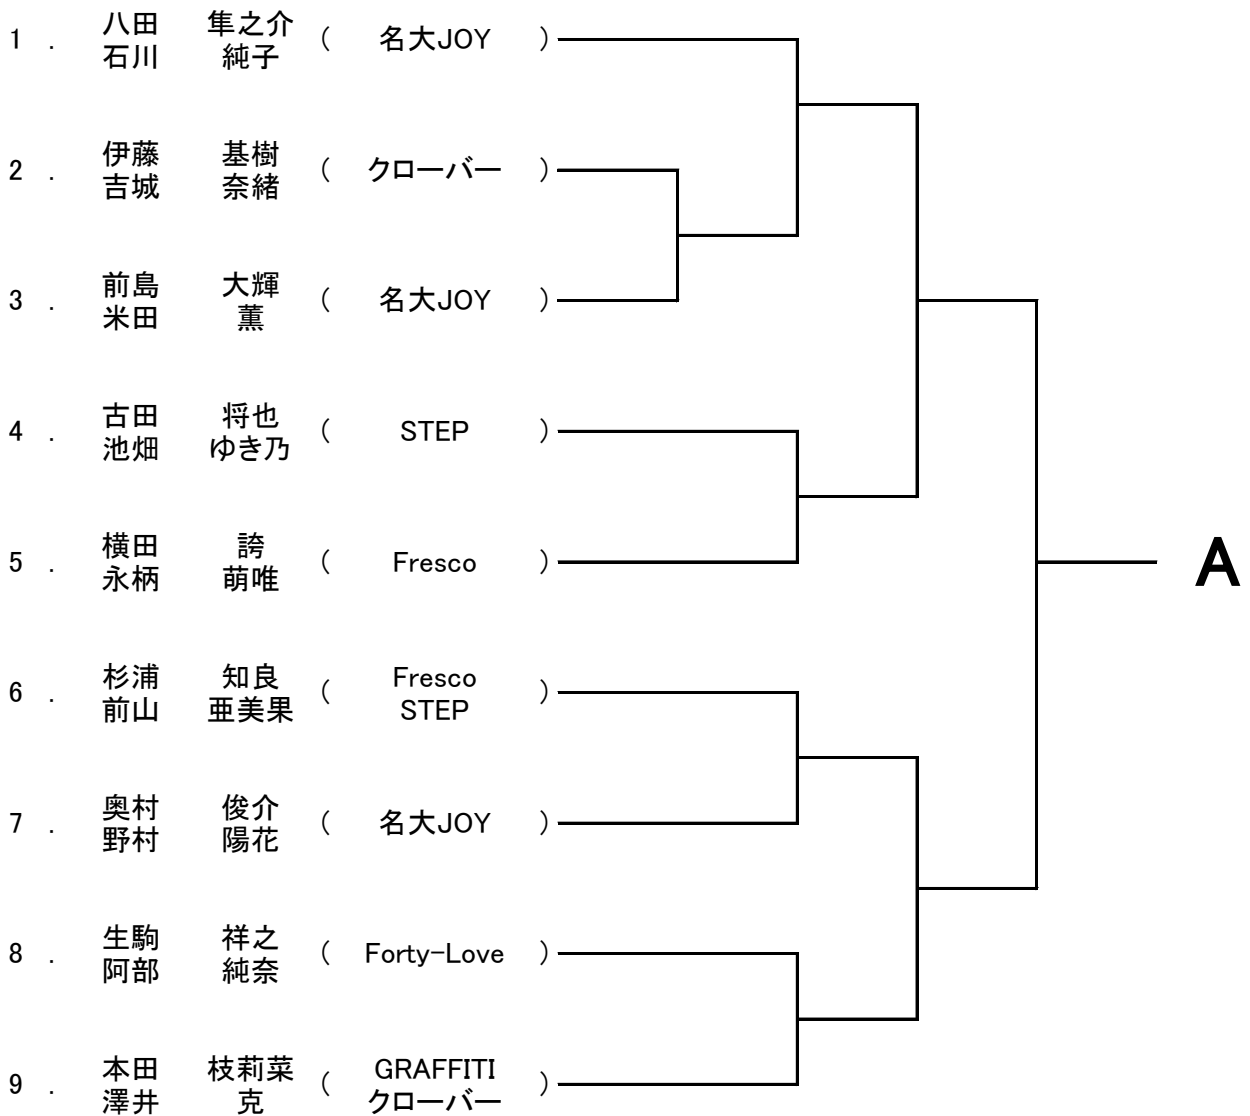 1 . 八田 隼之介 ( 名大JOY )
石川 純子
2 . 伊藤 基樹 ( クローバー )
吉城 奈緒
3 . 前島 大輝 ( 名大JOY )
米田 薫
4 . 古田 将也 ( STEP )
池畑 ゆき乃
5 . 横田 誇 ( Fresco )
永柄 萌唯
A
6 . 杉浦 知良 ( Fresco )
前山 亜美果 STEP
7 . 奥村 俊介 ( 名大JOY )
野村 陽花
8 . 生駒 祥之 ( Forty-Love )
阿部 純奈
9 . 本田 枝莉菜 ( GRAFFITI )
澤井 克 クローバー